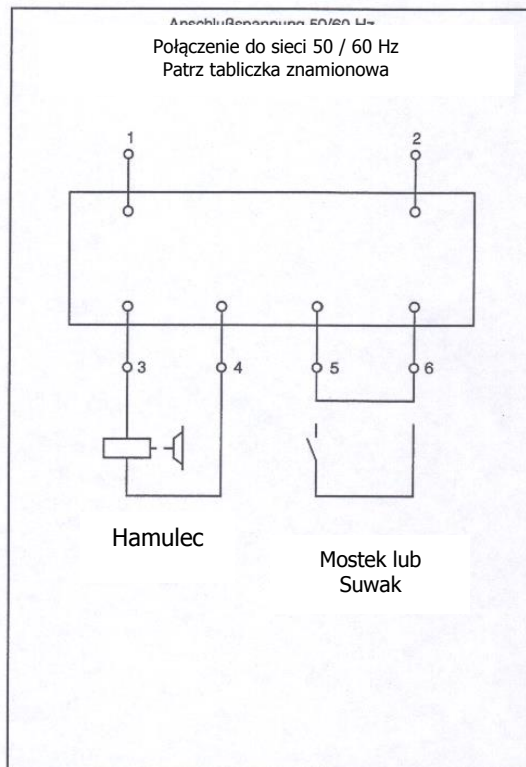 Anschlußspannung 50/60 Hz
Połączenie do sieci 50 / 60 Hz
Patrz tabliczka znamionowa
1
2
3
4
5
6
Hamulec
Mostek lub
Suwak